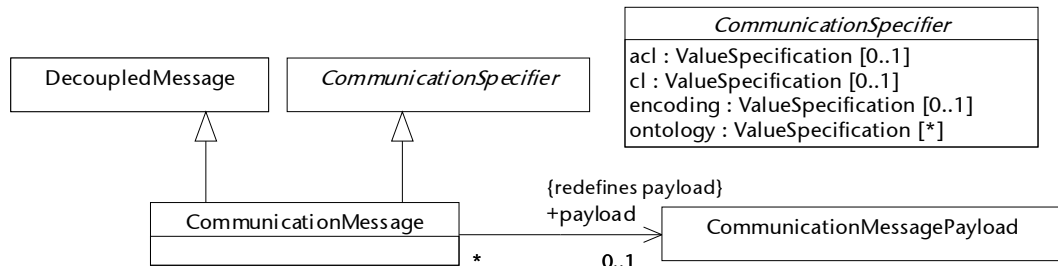 CommunicationSpecifier
acl : ValueSpecification [0..1]
cl : ValueSpecification [0..1]
encoding : ValueSpecification [0..1]
ontology : ValueSpecification [*]
DecoupledMessage
CommunicationSpecifier
{redefines payload}
+payload
CommunicationMessage
CommunicationMessagePayload
*
0..1